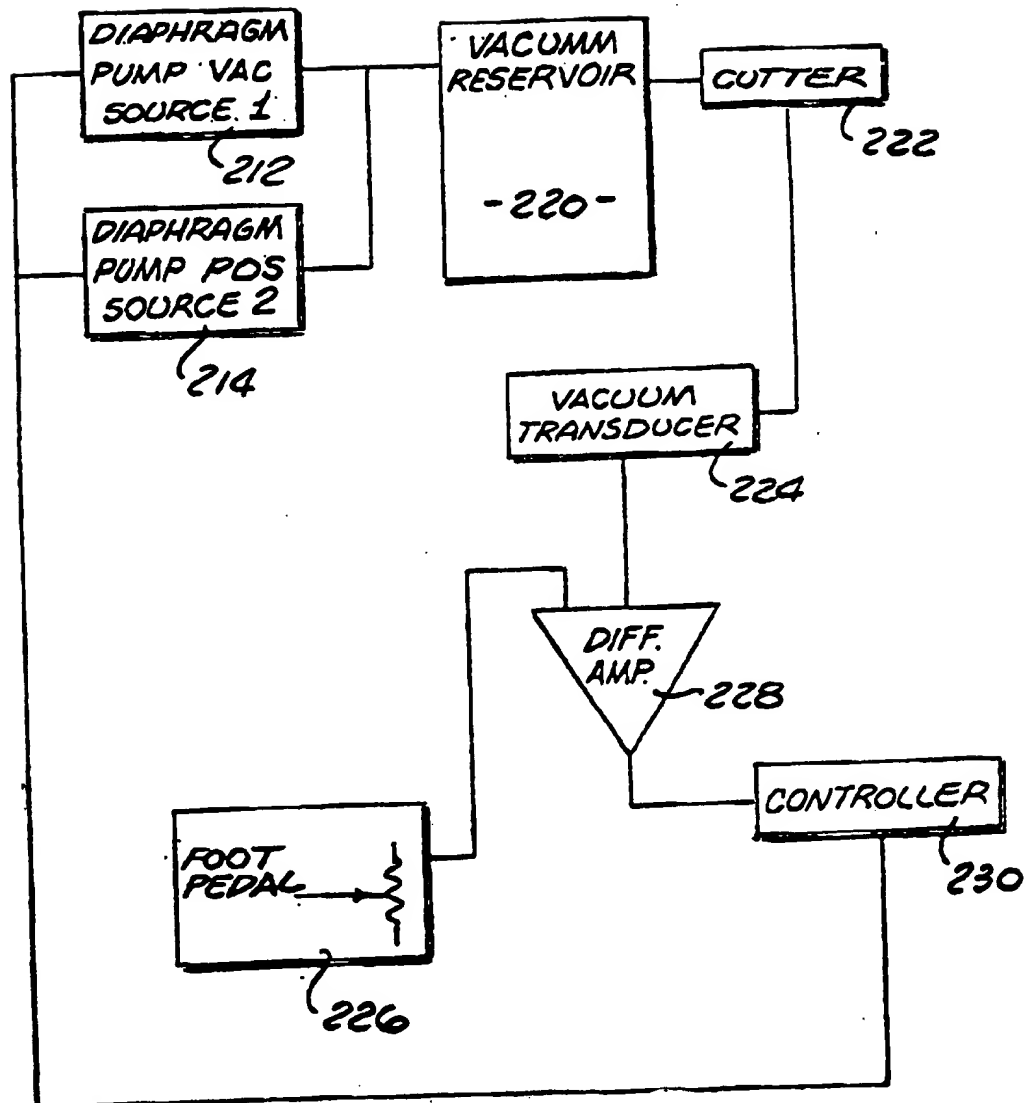 DIAPHRAGM
PUMP VAC
SOURCE 1
212
DIAPHRAGM
PUMP POS
SOURCE 2
214
VACUMM
RESERVOIR
-220-
CUTTER
222
VACUUM
TRANSDUCER
224
DIFF.
AMP.
228
FOOT
PEDAL
226
CONTROLLER
230